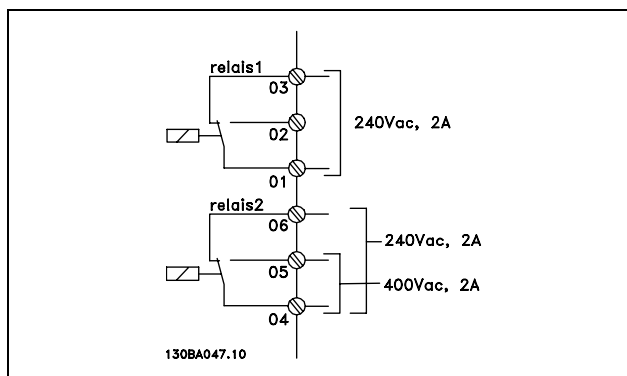 relais1
03
02
240Vac, 2A
01
relais2
06
240Vac, 2A
05
400Vac, 2A
04
130BA047.10